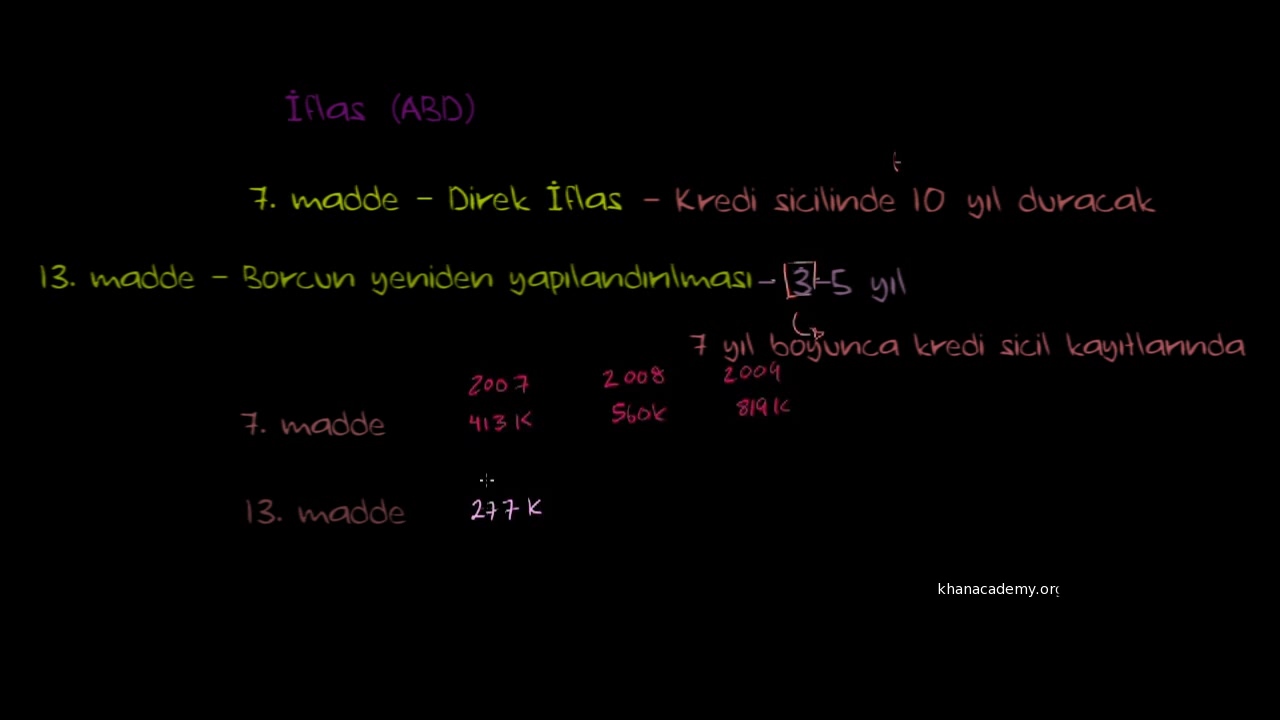 İflas (ABD)
7. madde - Direk İflas - Kredi sicilinde 10 yıl duracak
13. madde - Borcun yeniden yapılandırılması - 3-5 yıl
7 yıl boyunca kredi sicil kayıtlarında
2007 2008 2009
7. madde 413 K 560K 819 K
13. madde 277 K
khanacademy.org